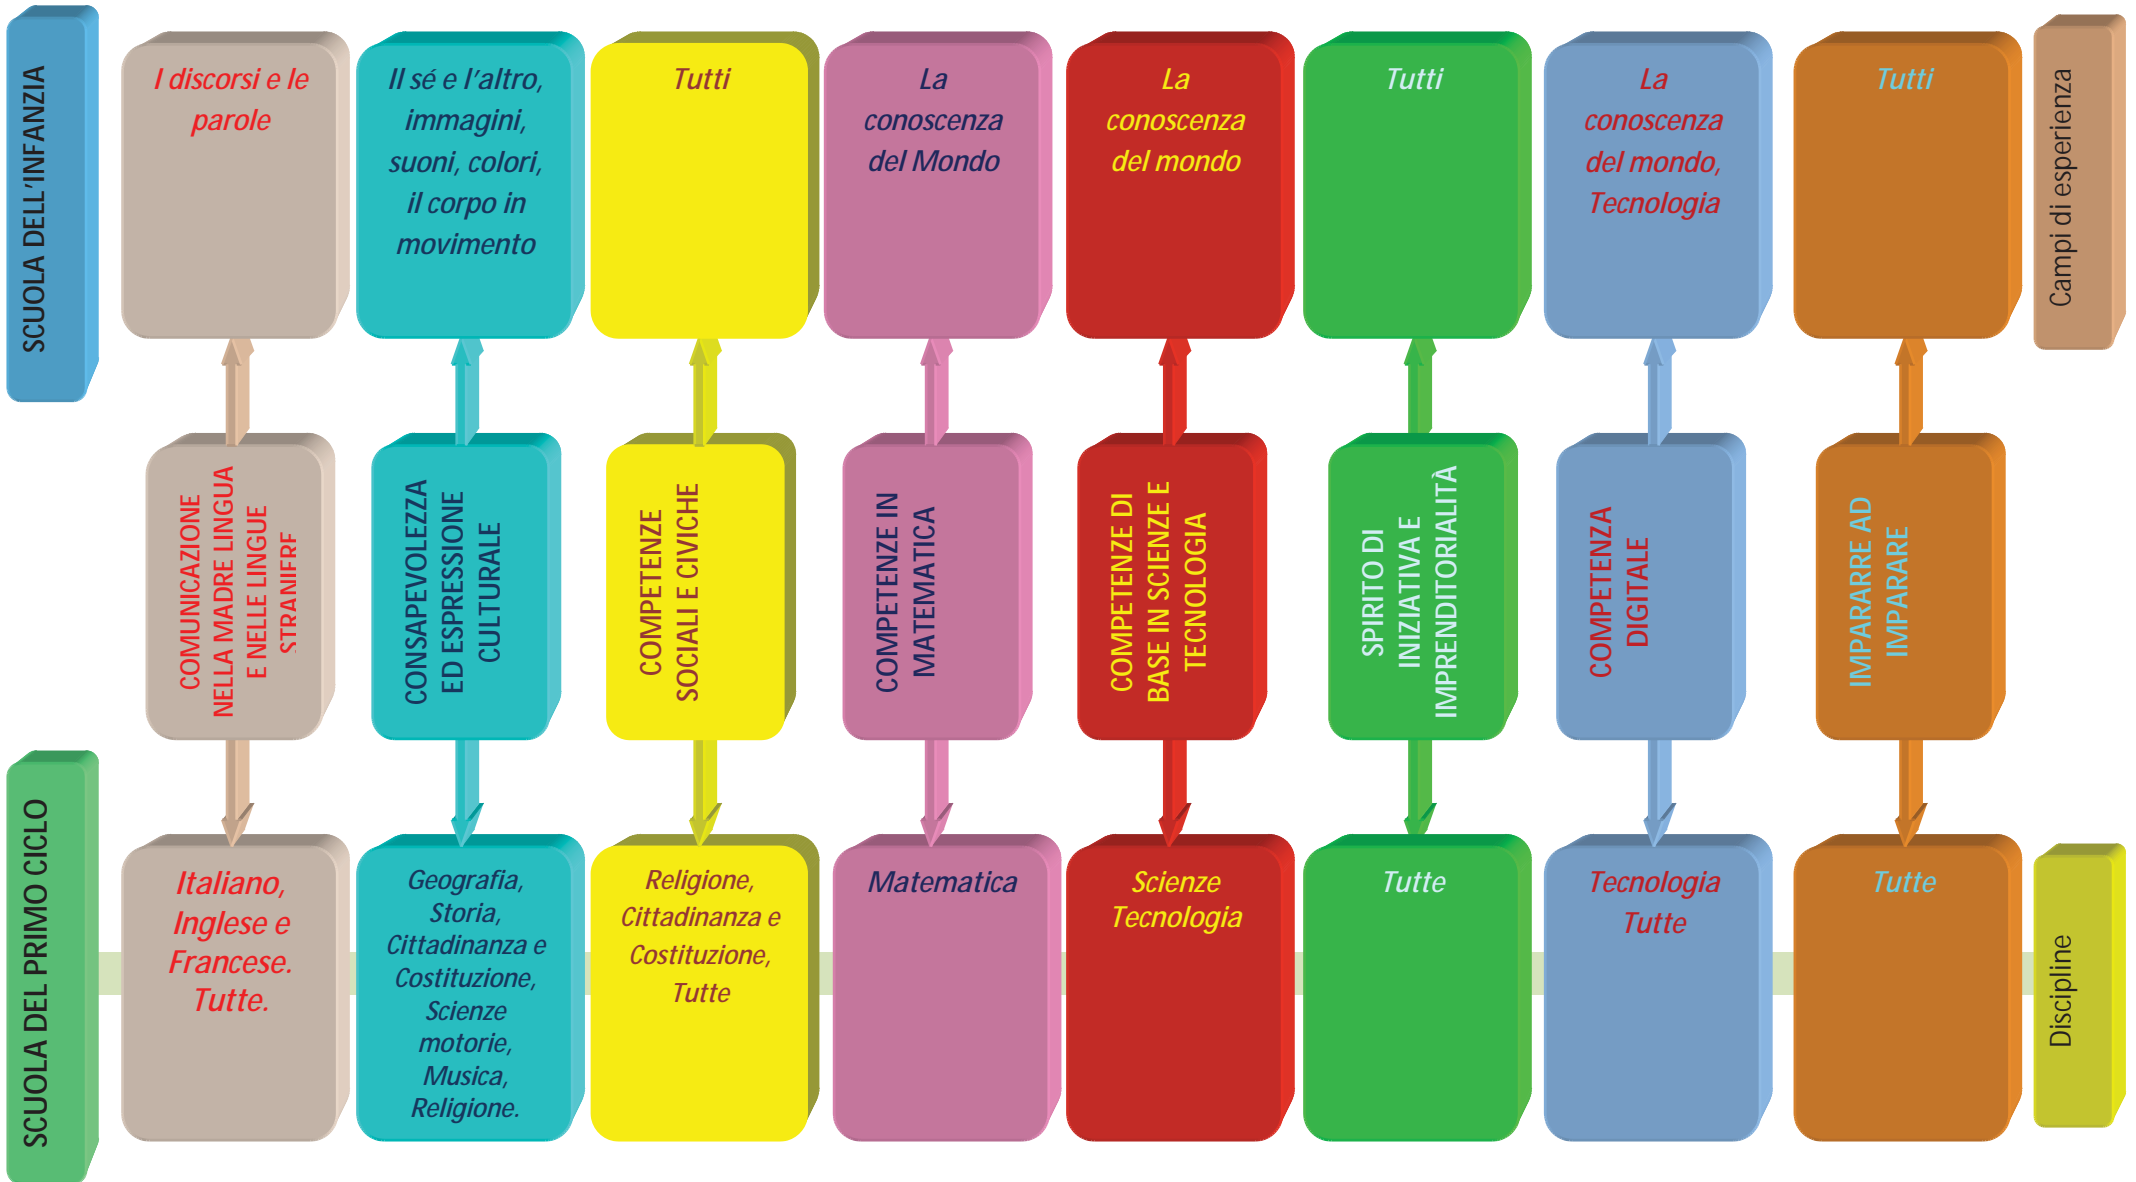 SCUOLA DELL'INFANZIA
I discorsi e le
parole
Il sé e l'altro,
immagini,
suoni, colori,
il corpo in
movimento
Tutti
La
conoscenza
del Mondo
La
conoscenza
del mondo
Tutti
La
conoscenza
del mondo,
Tecnologia
Tutti
Campi di esperienza
COMUNICAZIONE
NELLA MADRE LINGUA
E NELLE LINGUE
STRANIERE
CONSAPEVOLEZZA
ED ESPRESSIONE
CULTURALE
COMPETENZE
SOCIALI E CIVICHE
COMPETENZE IN
MATEMATICA
COMPETENZE DI
BASE IN SCIENZE E
TECNOLOGIA
SPIRITO DI
INIZIATIVA E
IMPRENDITORIALITÀ
COMPETENZA
DIGITALE
IMPARARRE AD
IMPARARE
SCUOLA DEL PRIMO CICLO
Italiano,
Inglese e
Francese.
Tutte.
Geografia,
Storia,
Cittadinanza e
Costituzione,
Scienze
motorie,
Musica,
Religione.
Religione,
Cittadinanza e
Costituzione,
Tutte
Matematica
Scienze
Tecnologia
Tutte
Tecnologia
Tutte
Tutte
Discipline